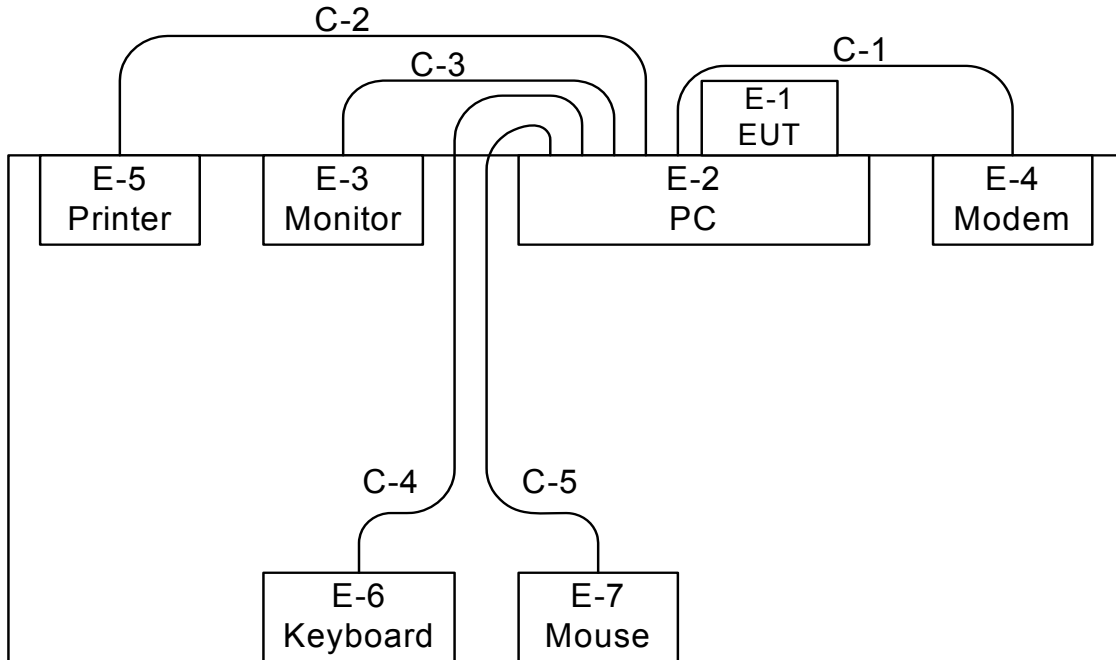 C-2
C-1
C-3
E-1
EUT
E-5
Printer
E-3
Monitor
E-2
PC
E-4
Modem
C-4
C-5
E-6
Keyboard
E-7
Mouse